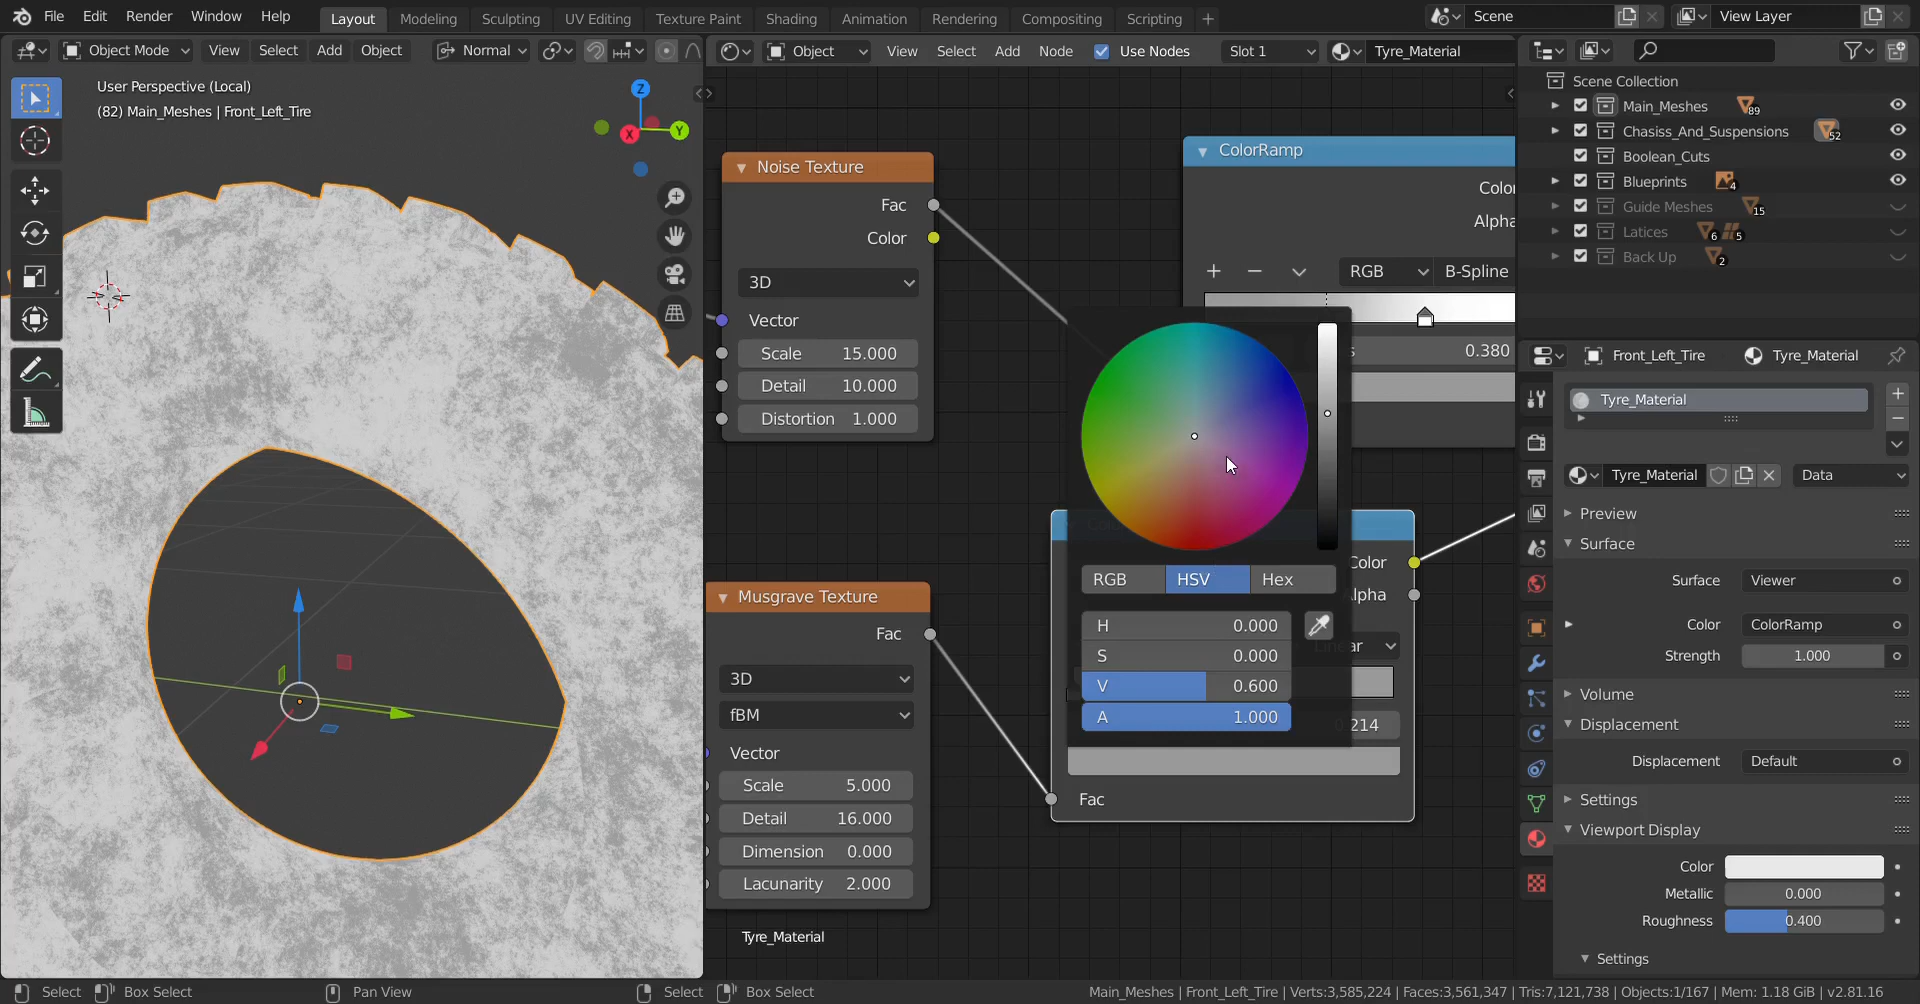 File Edit Render Window Help Layout Modeling Sculpting UV Editing Texture Paint Shading Animation Rendering Compositing Scripting + Scene View Layer
Object Mode View Select Add Object Normal
Object View Select Add Node Use Nodes Slot 1 Tyre_Material
User Perspective (Local)
(82) Main_Meshes | Front_Left_Tire
Z
X
Y
Noise Texture
Fac
Color
3D
Vector
Scale 15.000
Detail 10.000
Distortion 1.000
Musgrave Texture
Fac
3D
fBM
Vector
Scale 5.000
Detail 16.000
Dimension 0.000
Lacunarity 2.000
Tyre_Material
ColorRamp
Color
Alpha
RGB B-Spline
0.380
RGB HSV Hex
H 0.000
S 0.000
V 0.600
A 1.000
Color
Alpha
Linear
0.214
Fac
Scene Collection
Main_Meshes 89
Chasiss_And_Suspensions 52
Boolean_Cuts
Blueprints 4
Guide Meshes 15
Latices 6 5
Back Up 2
Front_Left_Tire Tyre_Material
Tyre_Material
Tyre_Material Data
Preview
Surface
Surface Viewer
Color ColorRamp
Strength 1.000
Volume
Displacement
Displacement Default
Settings
Viewport Display
Color
Metallic 0.000
Roughness 0.400
Settings
Select Box Select Pan View Select Box Select Main_Meshes | Front_Left_Tire | Verts:3,585,224 | Faces:3,561,347 | Tris:7,121,738 | Objects:1/167 | Mem: 1.18 GiB | v2.81.16